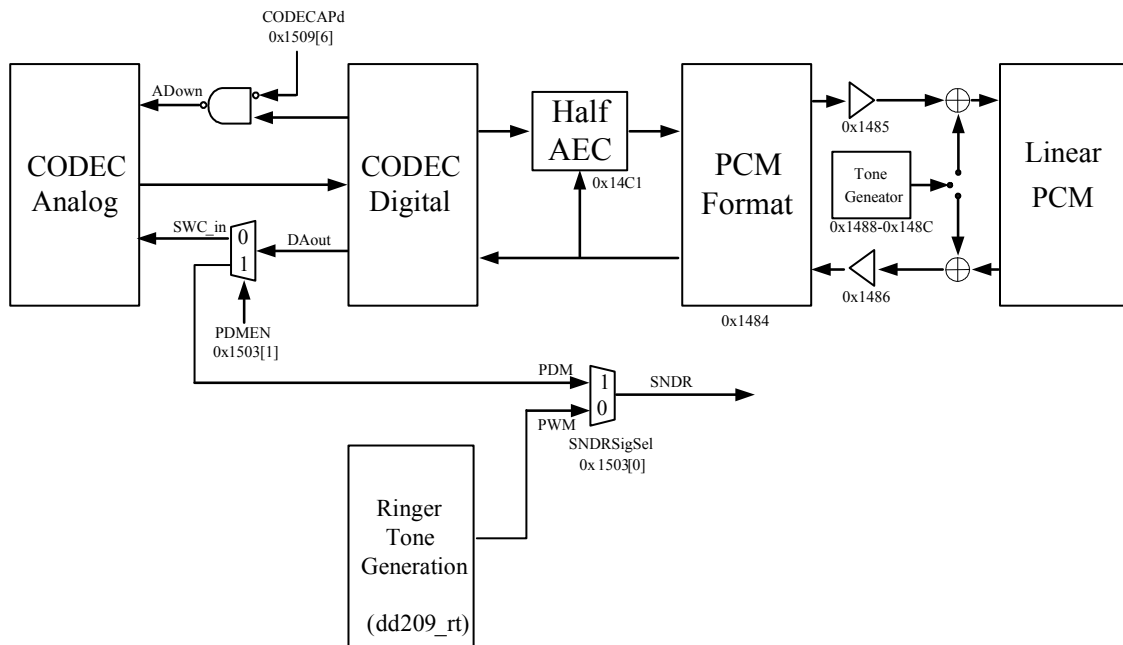 CODECAPd
0x1509[6]
ADown
CODEC
Analog
CODEC
Digital
Half
AEC
0x14C1
PCM
Format
0x1484
0x1485
Tone
Geneator
0x1488-0x148C
0x1486
Linear
PCM
SWC_in
0
1
DAout
PDMEN
0x1503[1]
PDM
PWM
1
0
SNDR
SNDRSigSel
0x1503[0]
Ringer
Tone
Generation
(dd209_rt)